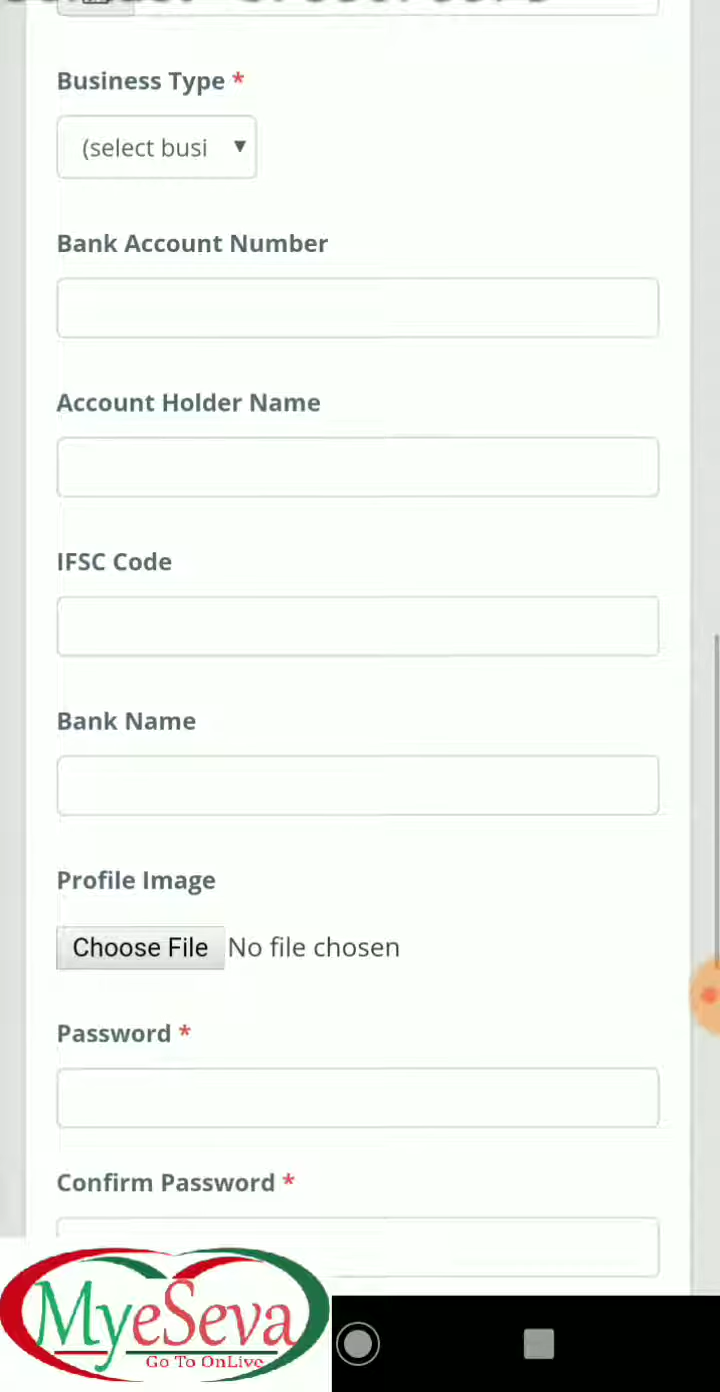 Business Type *
(select busi
Bank Account Number
Account Holder Name
IFSC Code
Bank Name
Profile Image
Choose File No file chosen
Password *
Confirm Password *
MyeSeva
Go To OnLive